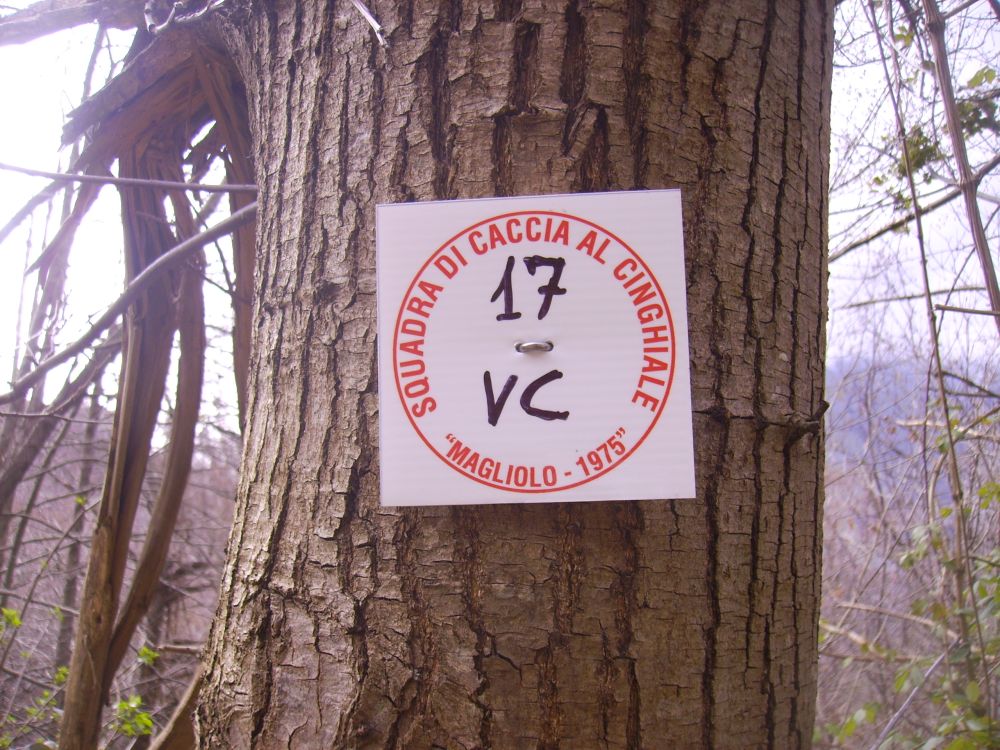 SQUADRA DI CACCIA AL CINGHIALE
17
VC
"MAGLIOLO - 1975"